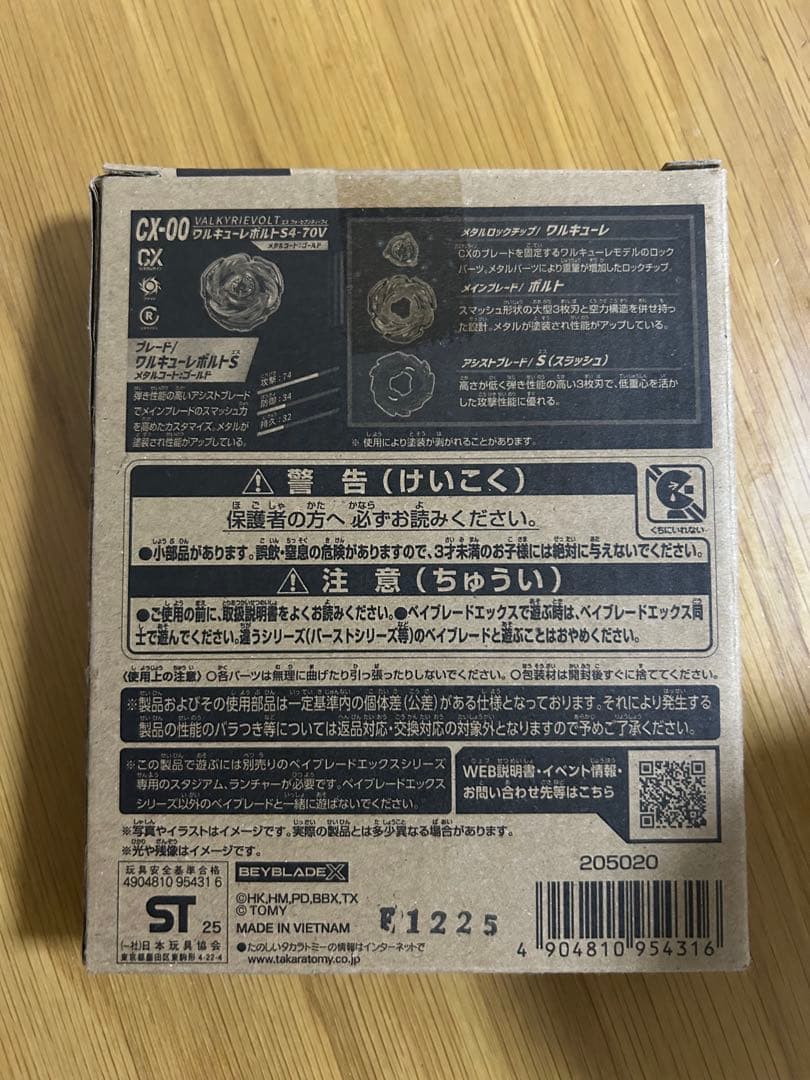 CX-00 VALKYRIEVOLT
ワルキューレボルトS4-70V
メタルコート:ゴールド
CX
R
ブレード/
ワルキューレボルトS
メタルコート:ゴールド
弾き性能の高いアシストブレード
でメインブレードのスマッシュ力
を高めたカスタマイズ。メタルが
塗装され性能がアップしている。
攻撃:74
防御:34
持久:32
メタルロックチップ/ ワルキューレ
CXのブレードを固定するワルキューレモデルのロック
パーツ。メタルパーツにより重量が増加したロックチップ。
メインブレード/ ボルト
スマッシュ形状の大型3枚刃と空力構造を併せ持っ
た設計。メタルが塗装され性能がアップしている。
アシストブレード/ S(スラッシュ)
高さが低く弾き性能の高い3枚刃で、低重心を活か
した攻撃性能に優れる。
※使用により塗装が剥がれることがあります。
警告(けいこく)
保護者の方へ 必ずお読みください。
●小部品があります。誤飲・窒息の危険がありますので、3才未満のお子様には絶対に与えないでください。
くちにいれない
注意(ちゅうい)
●ご使用の前に、取扱説明書をよくお読みください。●ベイブレードエックスで遊ぶ時は、ベイブレードエックス同
士で遊んでください。違うシリーズ(バーストシリーズ等)のベイブレードと遊ぶことはおやめください。
〈使用上の注意〉○各パーツは無理に曲げたり引っ張ったりしないでください。○包装材は開封後すぐに捨ててください。
※製品およびその使用部品は一定基準内の個体差(公差)がある仕様となっております。それにより発生する
製品の性能のバラつき等については返品対応・交換対応の対象外となりますので予めご了承ください。
※この製品で遊ぶには別売りのベイブレードエックスシリーズ
専用のスタジアム、ランチャーが必要です。ベイブレードエックス
シリーズ以外のベイブレードと一緒に遊ばないでください。
WEB説明書・イベント情報・
お問い合わせ先等はこちら
※写真やイラストはイメージです。実際の製品とは多少異なる場合があります。
※光や残像はイメージです。
205020
玩具安全基準合格
4904810 95431 6
ST 25
(一社)日本玩具協会
東京都墨田区東駒形 4-22-4
BEYBLADE X
©HK,HM,PD,BBX,TX
© TOMY
MADE IN VIETNAM
E1225
●たのしいタカラトミーの情報はインターネットで
www.takaratomy.co.jp
4 904810 954316